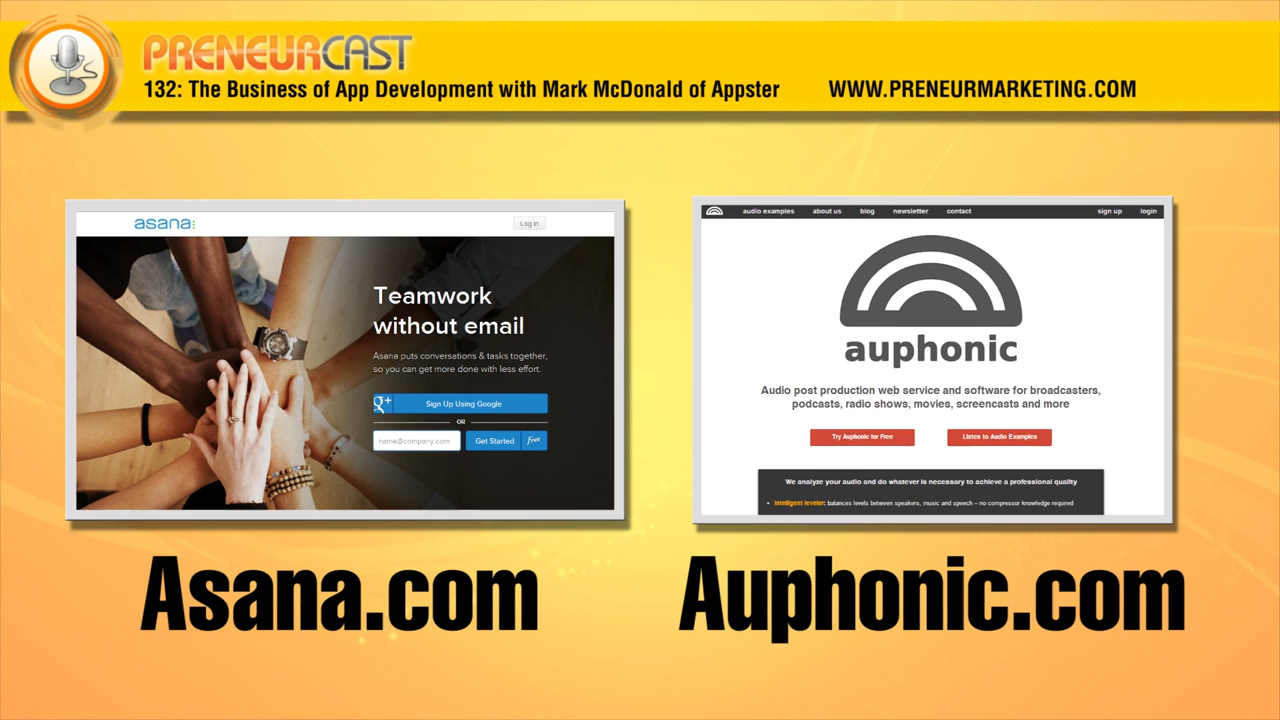 PRENEURCAST
132: The Business of App Development with Mark McDonald of Appster
WWW.PRENEURMARKETING.COM
asana
Log In
Teamwork
without email
Asana puts conversations & tasks together,
so you can get more done with less effort.
g+ Sign Up Using Google
OR
name@company.com
Get Started free
audio examples about us blog newsletter contact sign up login
auphonic
Audio post production web service and software for broadcasters,
podcasts, radio shows, movies, screencasts and more
Try Auphonic for Free
Listen to Audio Examples
We analyze your audio and do whatever is necessary to achieve a professional quality
• Intelligent leveler: balances levels between speakers, music and speech – no compressor knowledge required
Asana.com
Auphonic.com